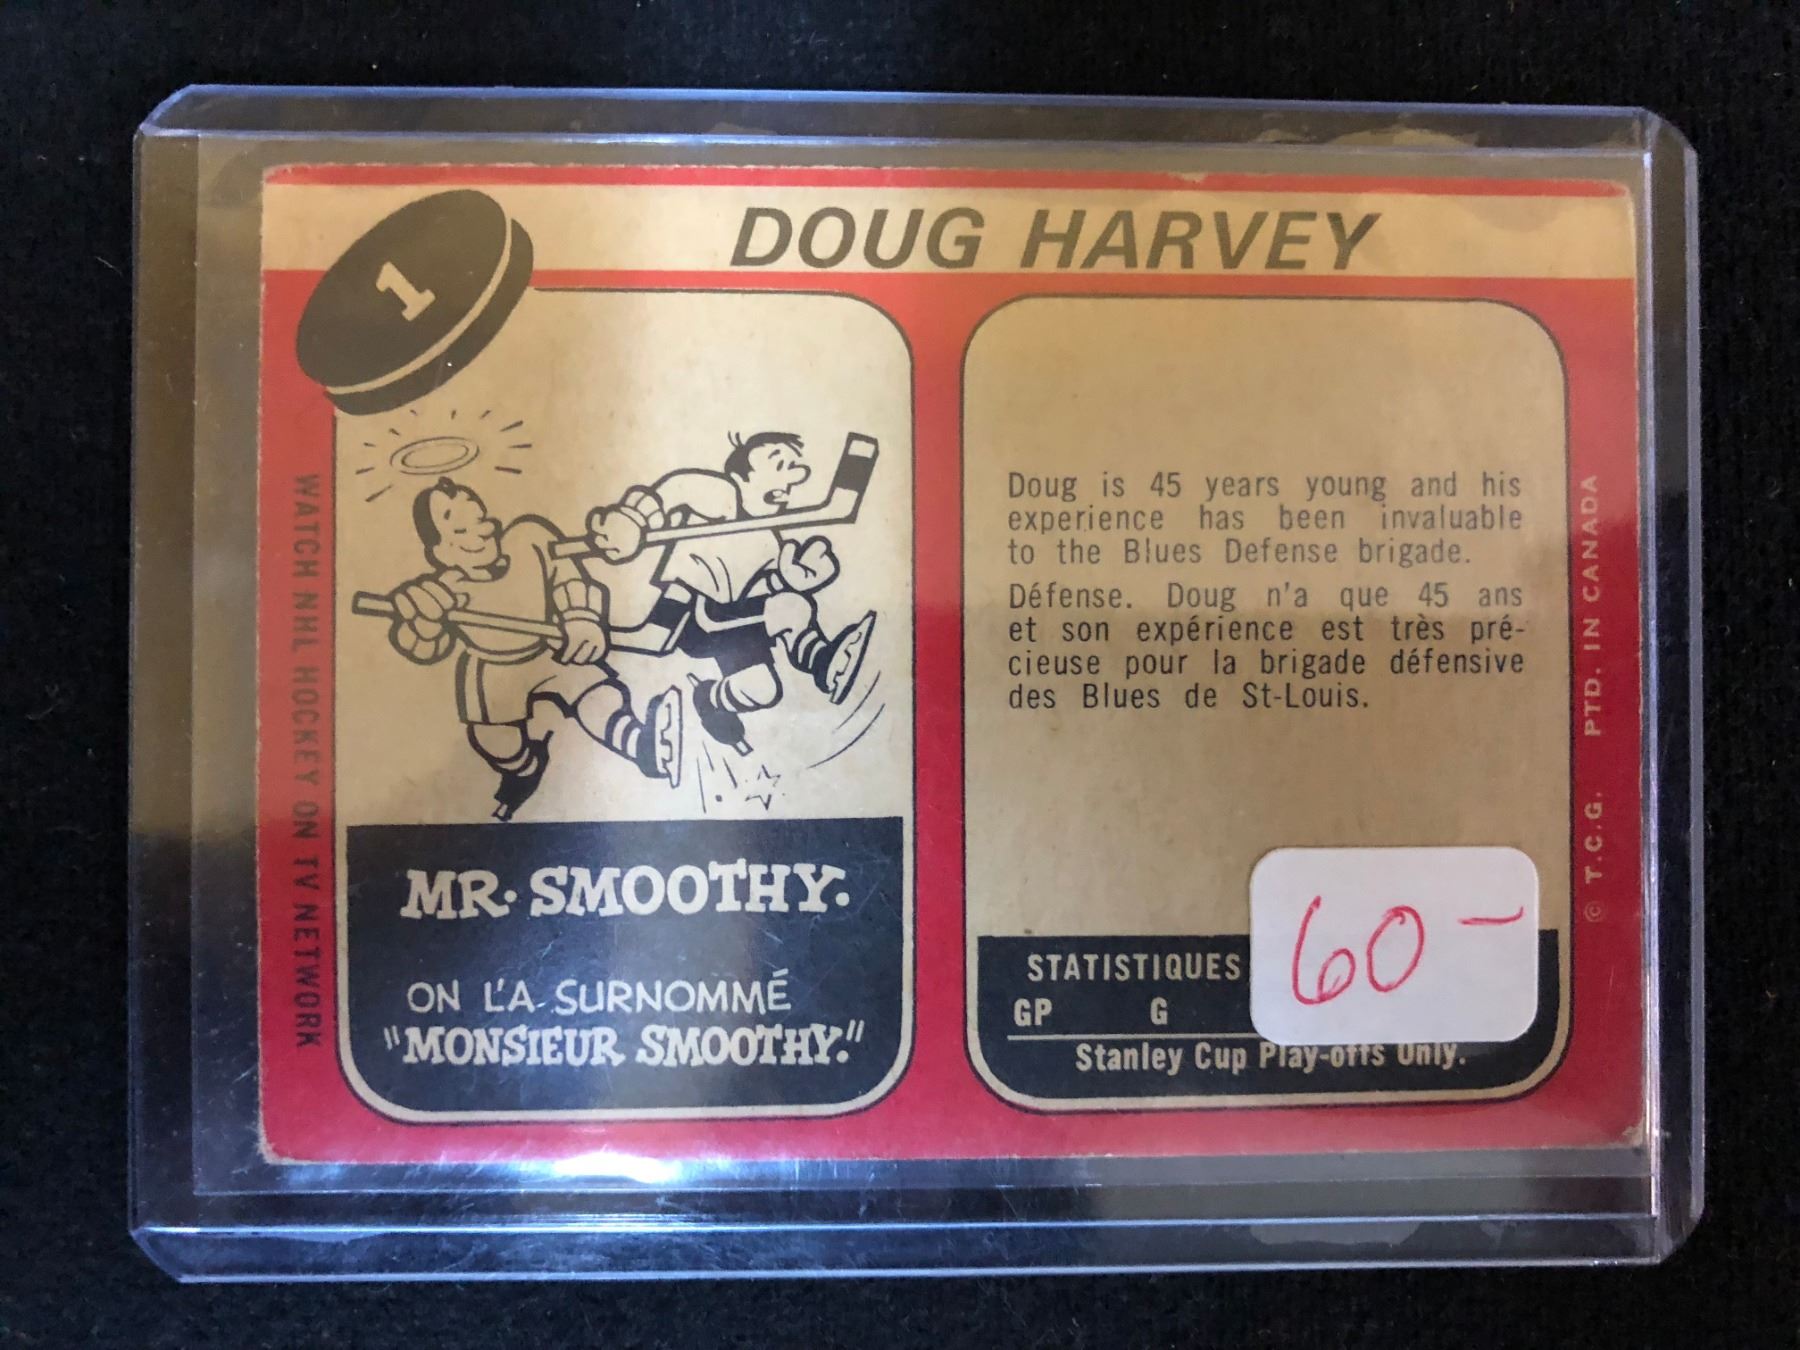 1
DOUG HARVEY
WATCH NHL HOCKEY ON TV NETWORK
MR. SMOOTHY.
ON L'A SURNOMMÉ
"MONSIEUR SMOOTHY."
Doug is 45 years young and his
experience has been invaluable
to the Blues Defense brigade.
Défense. Doug n'a que 45 ans
et son expérience est très pré-
cieuse pour la brigade défensive
des Blues de St-Louis.
STATISTIQUES
GP G
Stanley Cup Play-offs Only.
60-
© T.C.G. PTD. IN CANADA